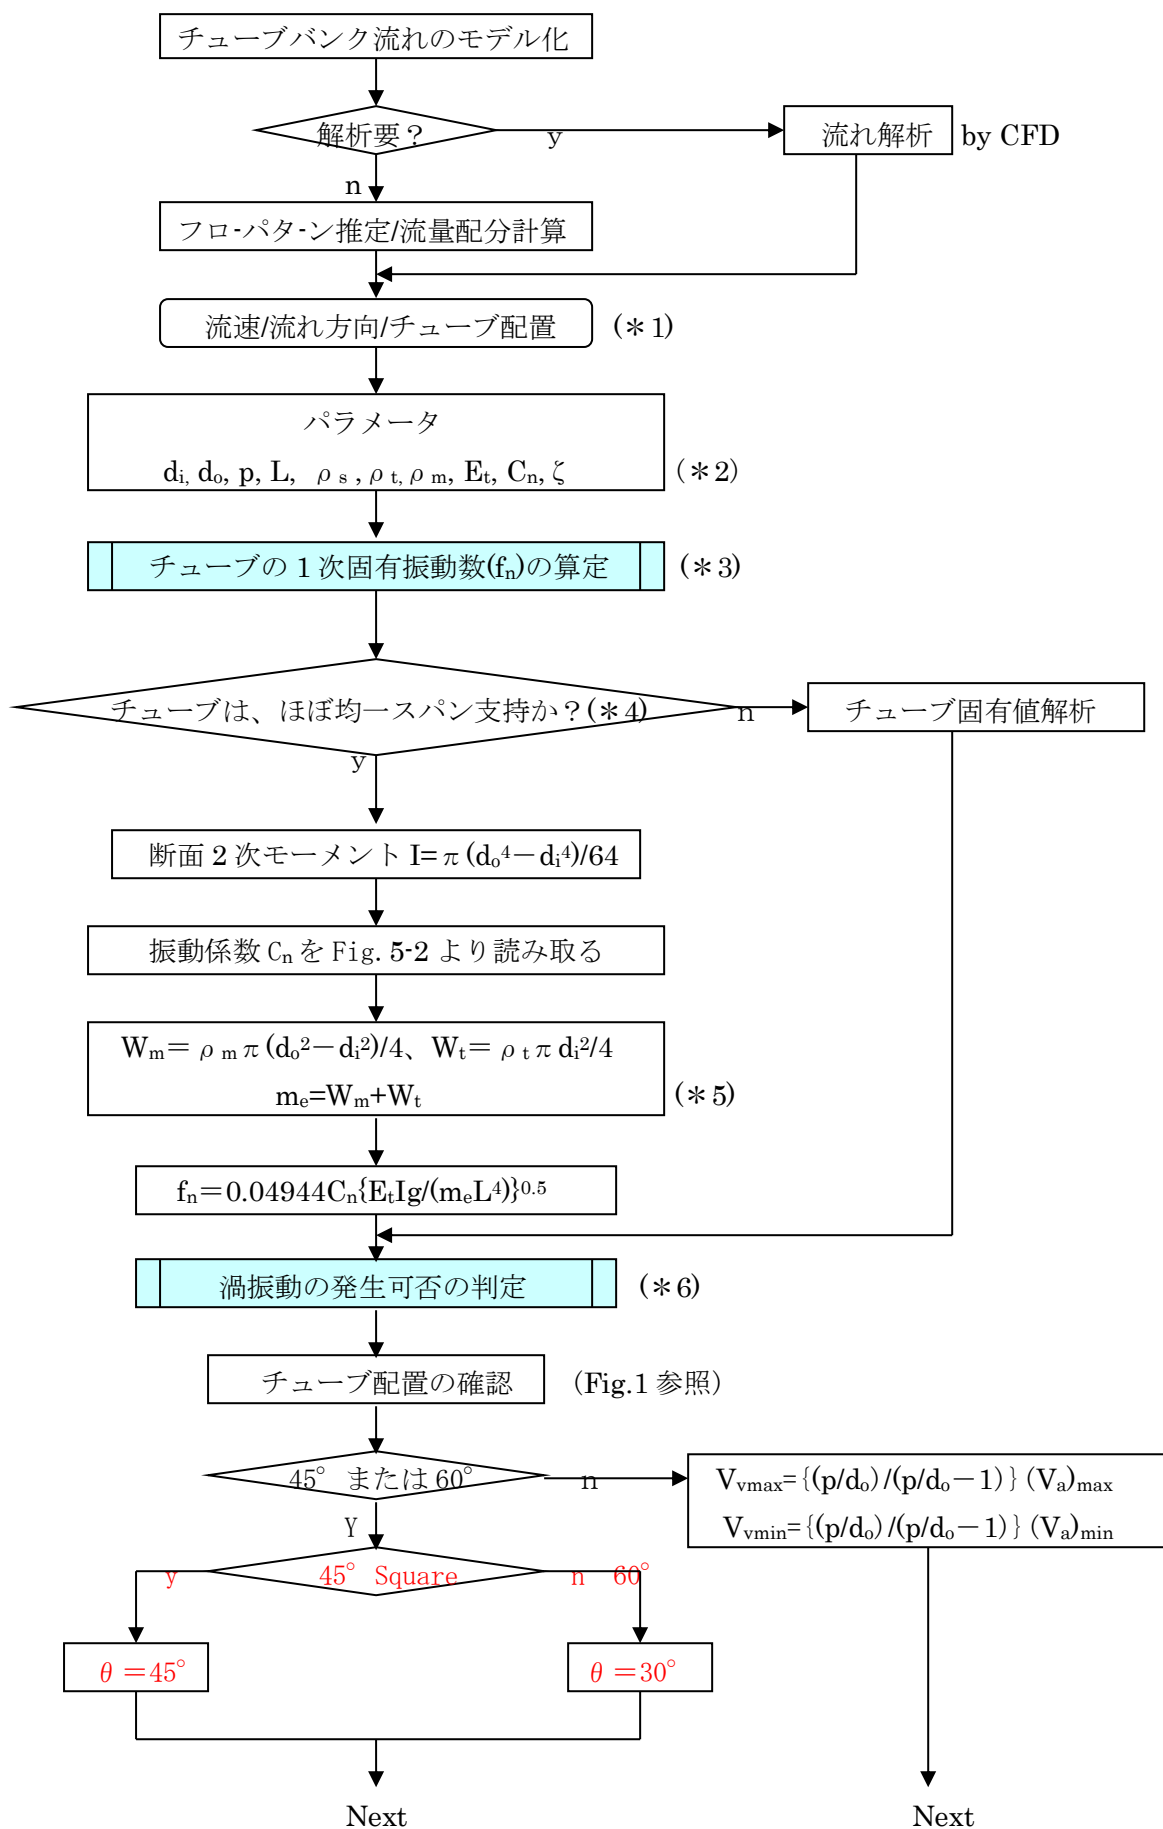 チューブバンク流れのモデル化
解析要？
y
流れ解析 by CFD
n
フロ-パタ-ン推定/流量配分計算
流速/流れ方向/チューブ配置 (＊1)
パラメータ
di, do, p, L, ρs, ρt, ρm, Et, Cn, ζ (＊2)
チューブの1次固有振動数(fn)の算定 (＊3)
チューブは、ほぼ均一スパン支持か？(＊4)
n
チューブ固有値解析
y
断面2次モーメント I=π(do⁴－di⁴)/64
振動係数 Cn を Fig. 5-2 より読み取る
Wm＝ρmπ(do²－di²)/4、Wt＝ρtπdi²/4
me=Wm+Wt (＊5)
fn＝0.04944Cn{EtIg/(meL⁴)}0.5
渦振動の発生可否の判定 (＊6)
チューブ配置の確認 (Fig.1 参照)
45° または 60°
n
Vvmax={(p/do)/(p/do－1)}(Va)max
Vvmin={(p/do)/(p/do－1)}(Va)min
Y
y 45° Square n 60°
θ＝45° θ＝30°
Next Next